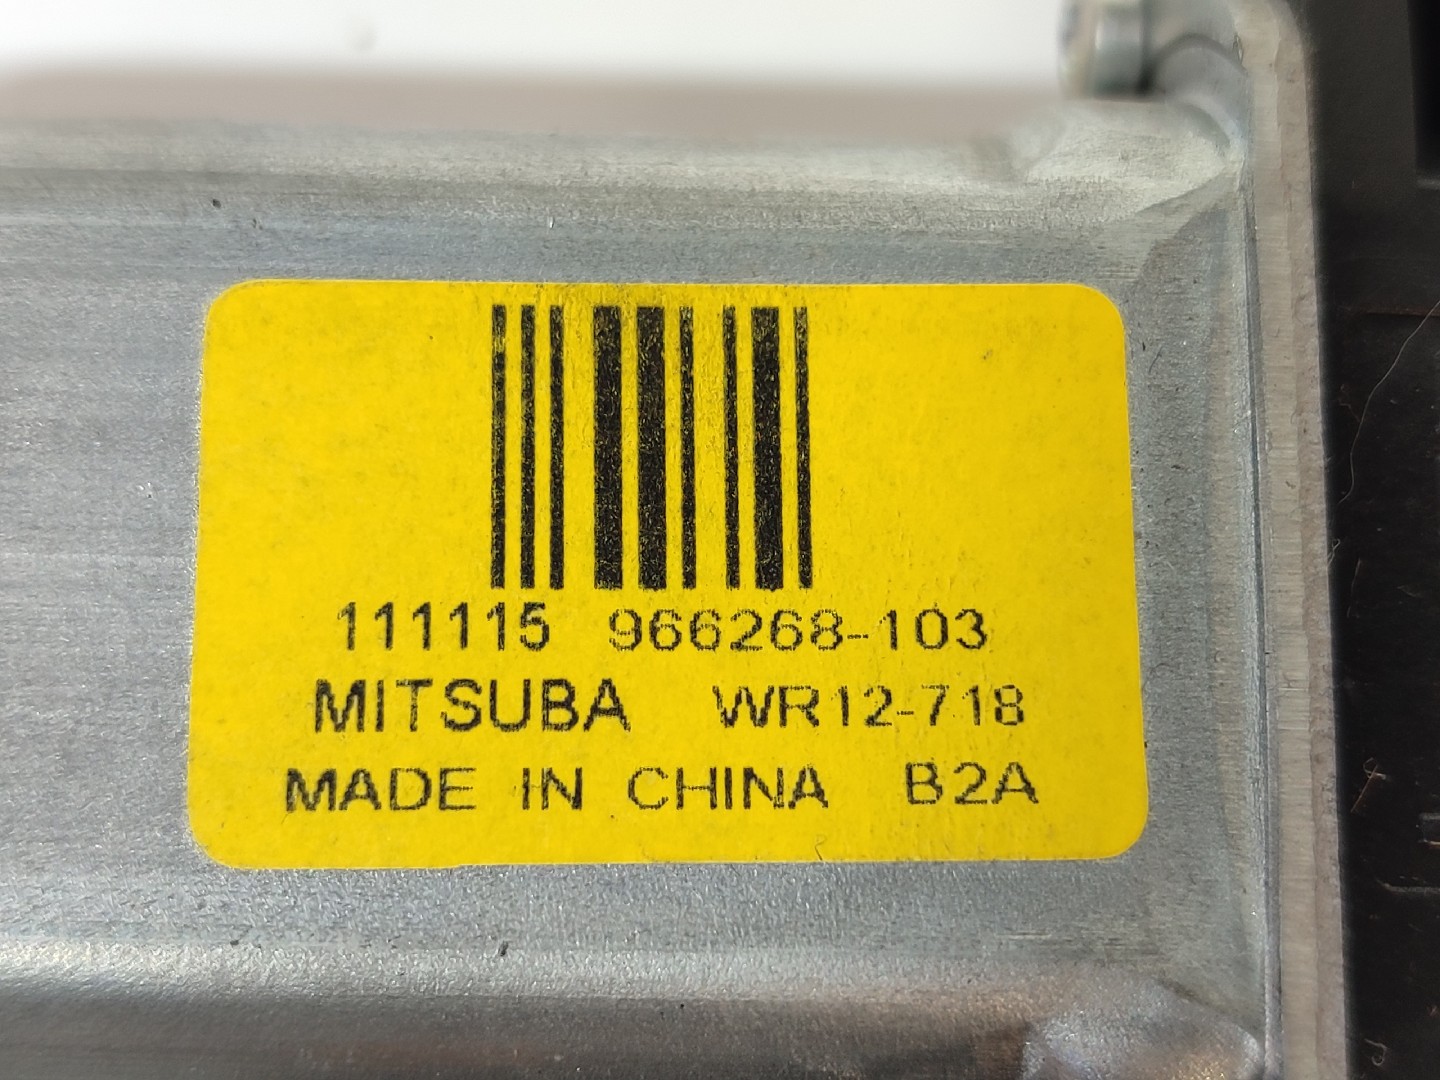 111115 966268-103
MITSUBA WR12-718
MADE IN CHINA B2A